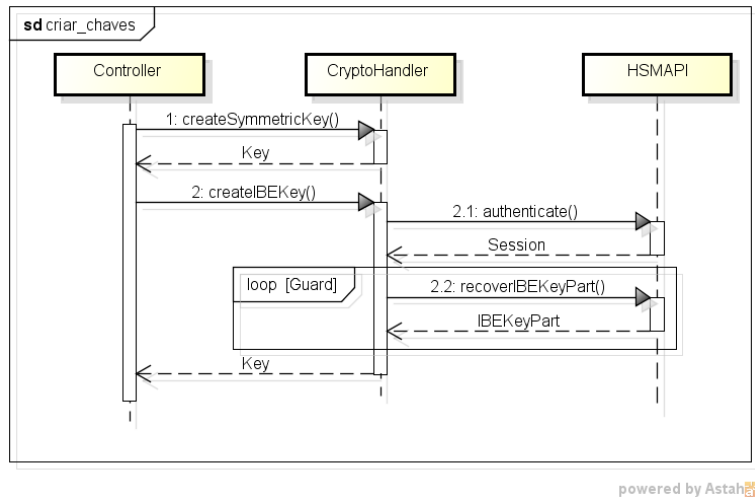 sd criar_chaves
Controller
CryptoHandler
HSMAPI
1: createSymmetricKey()
Key
2: createIBEKey()
2.1: authenticate()
Session
loop [Guard]
2.2: recoverIBEKeyPart()
IBEKeyPart
Key
powered by Astah